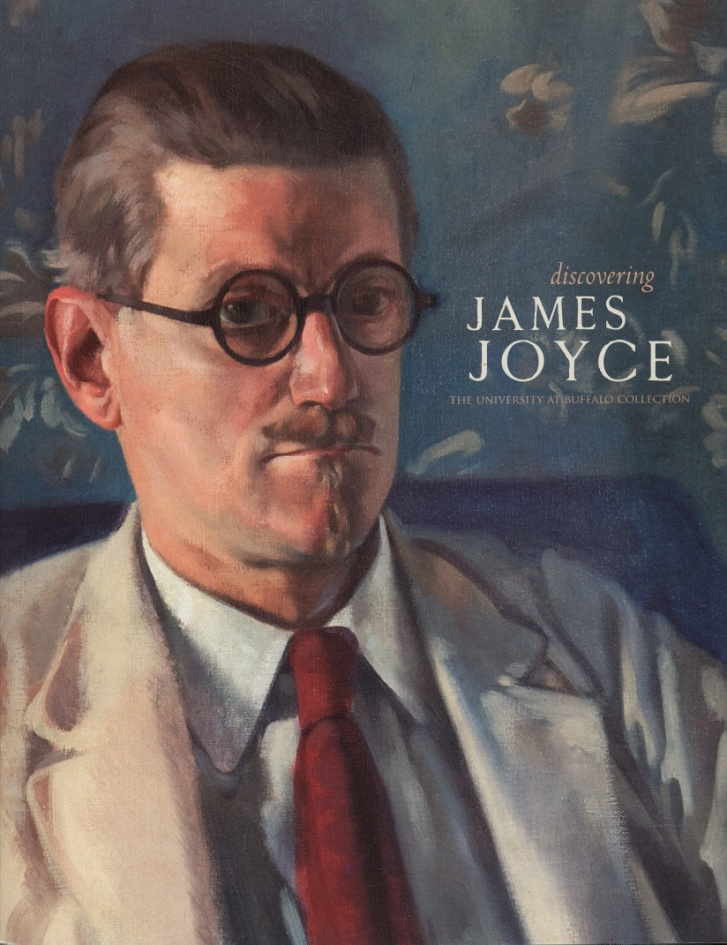 discovering
JAMES
JOYCE
THE UNIVERSITY AT BUFFALO COLLECTION